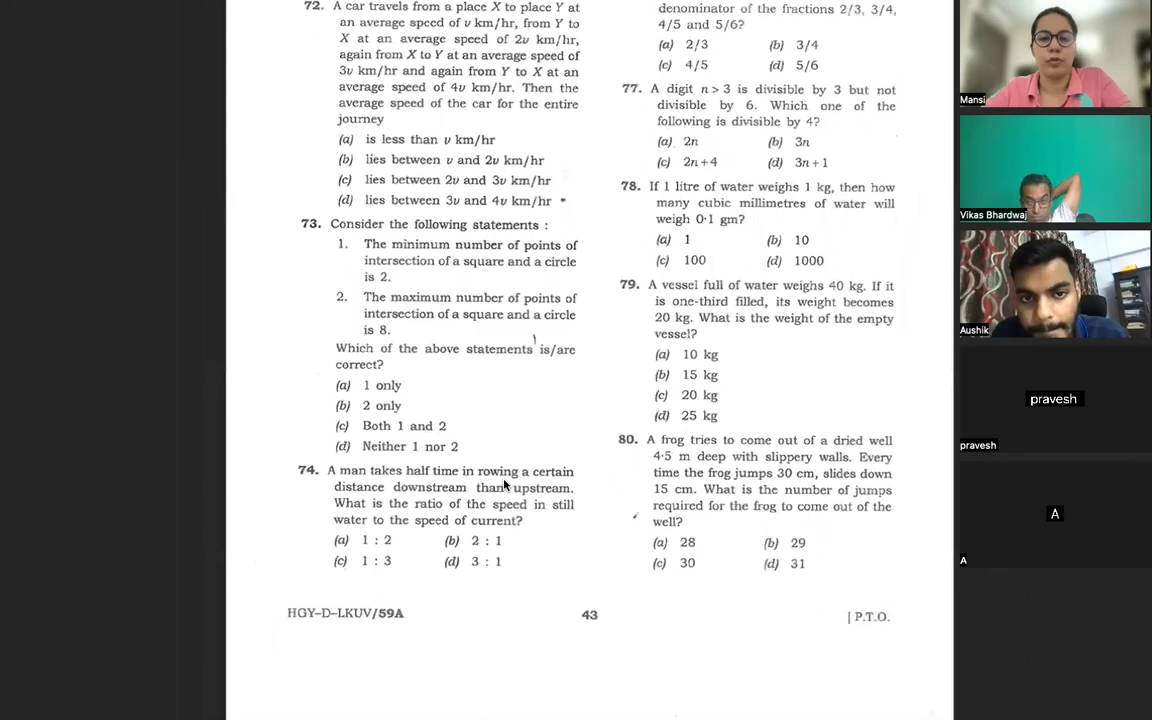 72. A car travels from a place X to place Y at
an average speed of v km/hr, from Y to
X at an average speed of 2v km/hr,
again from X to Y at an average speed of
3v km/hr and again from Y to X at an
average speed of 4v km/hr. Then the
average speed of the car for the entire
journey
(a) is less than v km/hr
(b) lies between v and 2v km/hr
(c) lies between 2v and 3v km/hr
(d) lies between 3v and 4v km/hr
73. Consider the following statements :
1. The minimum number of points of
intersection of a square and a circle
is 2.
2. The maximum number of points of
intersection of a square and a circle
is 8.
Which of the above statements is/are
correct?
(a) 1 only
(b) 2 only
(c) Both 1 and 2
(d) Neither 1 nor 2
74. A man takes half time in rowing a certain
distance downstream than upstream.
What is the ratio of the speed in still
water to the speed of current?
(a) 1 : 2 (b) 2 : 1
(c) 1 : 3 (d) 3 : 1
denominator of the fractions 2/3, 3/4,
4/5 and 5/6?
(a) 2/3 (b) 3/4
(c) 4/5 (d) 5/6
77. A digit n > 3 is divisible by 3 but not
divisible by 6. Which one of the
following is divisible by 4?
(a) 2n (b) 3n
(c) 2n + 4 (d) 3n + 1
78. If 1 litre of water weighs 1 kg, then how
many cubic millimetres of water will
weigh 0·1 gm?
(a) 1 (b) 10
(c) 100 (d) 1000
79. A vessel full of water weighs 40 kg. If it
is one-third filled, its weight becomes
20 kg. What is the weight of the empty
vessel?
(a) 10 kg
(b) 15 kg
(c) 20 kg
(d) 25 kg
80. A frog tries to come out of a dried well
4·5 m deep with slippery walls. Every
time the frog jumps 30 cm, slides down
15 cm. What is the number of jumps
required for the frog to come out of the
well?
(a) 28 (b) 29
(c) 30 (d) 31
HGY–D–LKUV/59A 43 [ P.T.O.
Mansi
Vikas Bhardwaj
Aushik
pravesh
pravesh
A
A